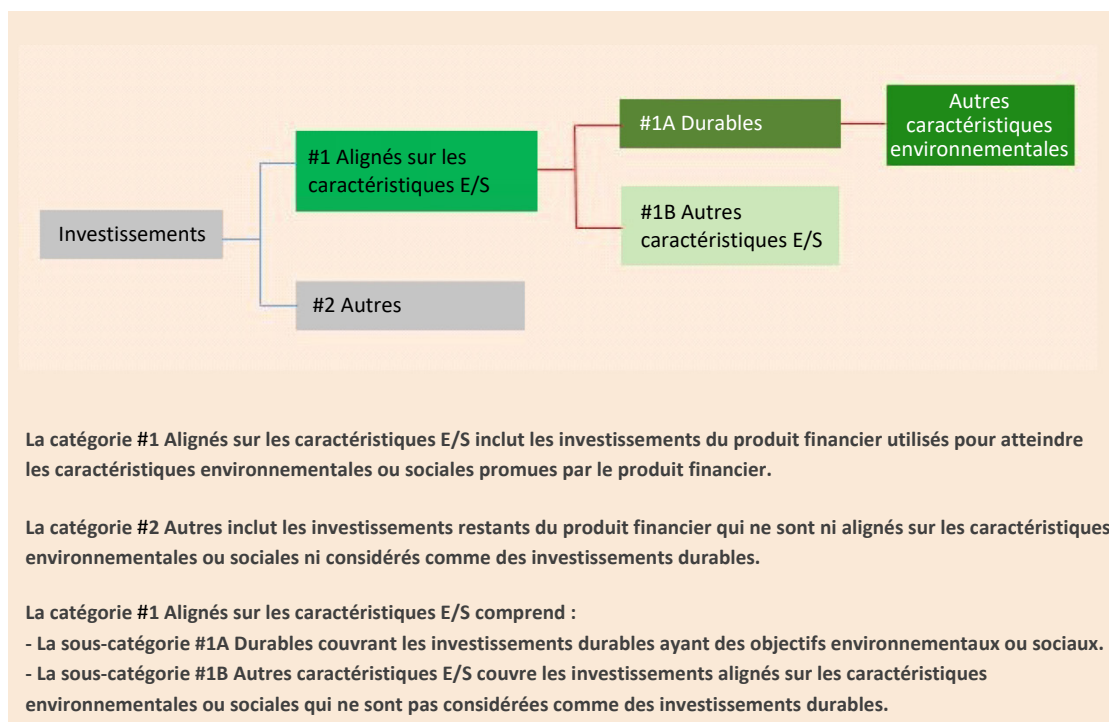 Investissements
#1 Alignés sur les
caractéristiques E/S
#2 Autres
#1A Durables
#1B Autres
caractéristiques E/S
Autres
caractéristiques
environnementales
La catégorie #1 Alignés sur les caractéristiques E/S inclut les investissements du produit financier utilisés pour atteindre
les caractéristiques environnementales ou sociales promues par le produit financier.
La catégorie #2 Autres inclut les investissements restants du produit financier qui ne sont ni alignés sur les caractéristiques
environnementales ou sociales ni considérés comme des investissements durables.
La catégorie #1 Alignés sur les caractéristiques E/S comprend :
- La sous-catégorie #1A Durables couvrant les investissements durables ayant des objectifs environnementaux ou sociaux.
- La sous-catégorie #1B Autres caractéristiques E/S couvre les investissements alignés sur les caractéristiques
environnementales ou sociales qui ne sont pas considérées comme des investissements durables.